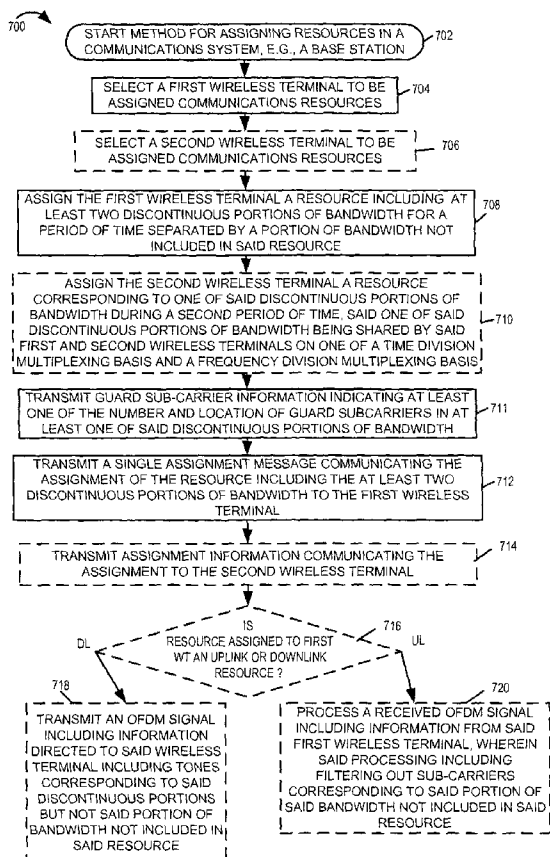 700
START METHOD FOR ASSIGNING RESOURCES IN A
COMMUNICATIONS SYSTEM, E.G., A BASE STATION
702
SELECT A FIRST WIRELESS TERMINAL TO BE
ASSIGNED COMMUNICATIONS RESOURCES
704
SELECT A SECOND WIRELESS TERMINAL TO BE
ASSIGNED COMMUNICATIONS RESOURCES
706
ASSIGN THE FIRST WIRELESS TERMINAL A RESOURCE INCLUDING AT
LEAST TWO DISCONTINUOUS PORTIONS OF BANDWIDTH FOR A
PERIOD OF TIME SEPARATED BY A PORTION OF BANDWIDTH NOT
INCLUDED IN SAID RESOURCE
708
ASSIGN THE SECOND WIRELESS TERMINAL A RESOURCE
CORRESPONDING TO ONE OF SAID DISCONTINUOUS PORTIONS OF
BANDWIDTH DURING A SECOND PERIOD OF TIME, SAID ONE OF SAID
DISCONTINUOUS PORTIONS OF BANDWIDTH BEING SHARED BY SAID
FIRST AND SECOND WIRELESS TERMINALS ON ONE OF A TIME DIVISION
MULTIPLEXING BASIS AND A FREQUENCY DIVISION MULTIPLEXING BASIS
710
TRANSMIT GUARD SUB-CARRIER INFORMATION INDICATING AT LEAST
ONE OF THE NUMBER AND LOCATION OF GUARD SUBCARRIERS IN AT
LEAST ONE OF SAID DISCONTINUOUS PORTIONS OF BANDWIDTH
711
TRANSMIT A SINGLE ASSIGNMENT MESSAGE COMMUNICATING THE
ASSIGNMENT OF THE RESOURCE INCLUDING THE AT LEAST TWO
DISCONTINUOUS PORTIONS OF BANDWIDTH TO THE FIRST WIRELESS
TERMINAL
712
TRANSMIT ASSIGNMENT INFORMATION COMMUNICATING THE
ASSIGNMENT TO THE SECOND WIRELESS TERMINAL
714
IS
RESOURCE ASSIGNED TO FIRST
WT AN UPLINK OR DOWNLINK
RESOURCE ?
716
DL
UL
718
TRANSMIT AN OFDM SIGNAL
INCLUDING INFORMATION
DIRECTED TO SAID WIRELESS
TERMINAL INCLUDING TONES
CORRESPONDING TO SAID
DISCONTINUOUS PORTIONS
BUT NOT SAID PORTION OF
BANDWIDTH NOT INCLUDED IN
SAID RESOURCE
720
PROCESS A RECEIVED OFDM SIGNAL
INCLUDING INFORMATION FROM SAID
FIRST WIRELESS TERMINAL, WHEREIN
SAID PROCESSING INCLUDING
FILTERING OUT SUB-CARRIERS
CORRESPONDING TO SAID PORTION OF
SAID BANDWIDTH NOT INCLUDED IN SAID
RESOURCE